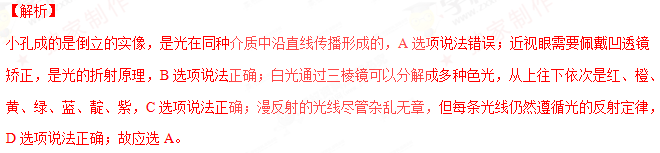 【解析】
小孔成的是倒立的实像，是光在同种介质中沿直线传播形成的，A 选项说法错误；近视眼需要佩戴凹透镜
矫正，是光的折射原理，B 选项说法正确；白光通过三棱镜可以分解成多种色光，从上往下依次是红、橙、
黄、绿、蓝、靛、紫，C 选项说法正确；漫反射的光线尽管杂乱无章，但每条光线仍然遵循光的反射定律，
D 选项说法正确；故应选 A。